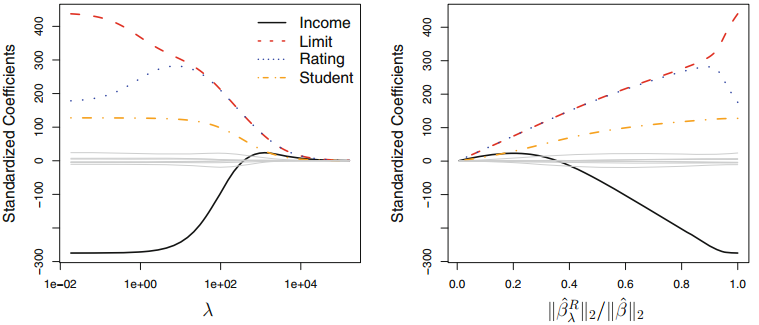 Standardized Coefficients
400
300
200
100
0
−100
−300
1e−02 1e+00 1e+02 1e+04
λ
Income
Limit
Rating
Student
Standardized Coefficients
400
300
200
100
0
−100
−300
0.0 0.2 0.4 0.6 0.8 1.0
‖β̂ᴿ_λ‖₂/‖β̂‖₂